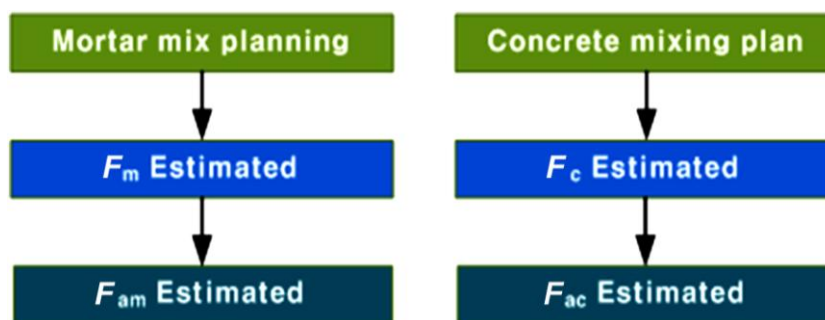 Mortar mix planning
Concrete mixing plan
Fm Estimated
Fc Estimated
Fam Estimated
Fac Estimated